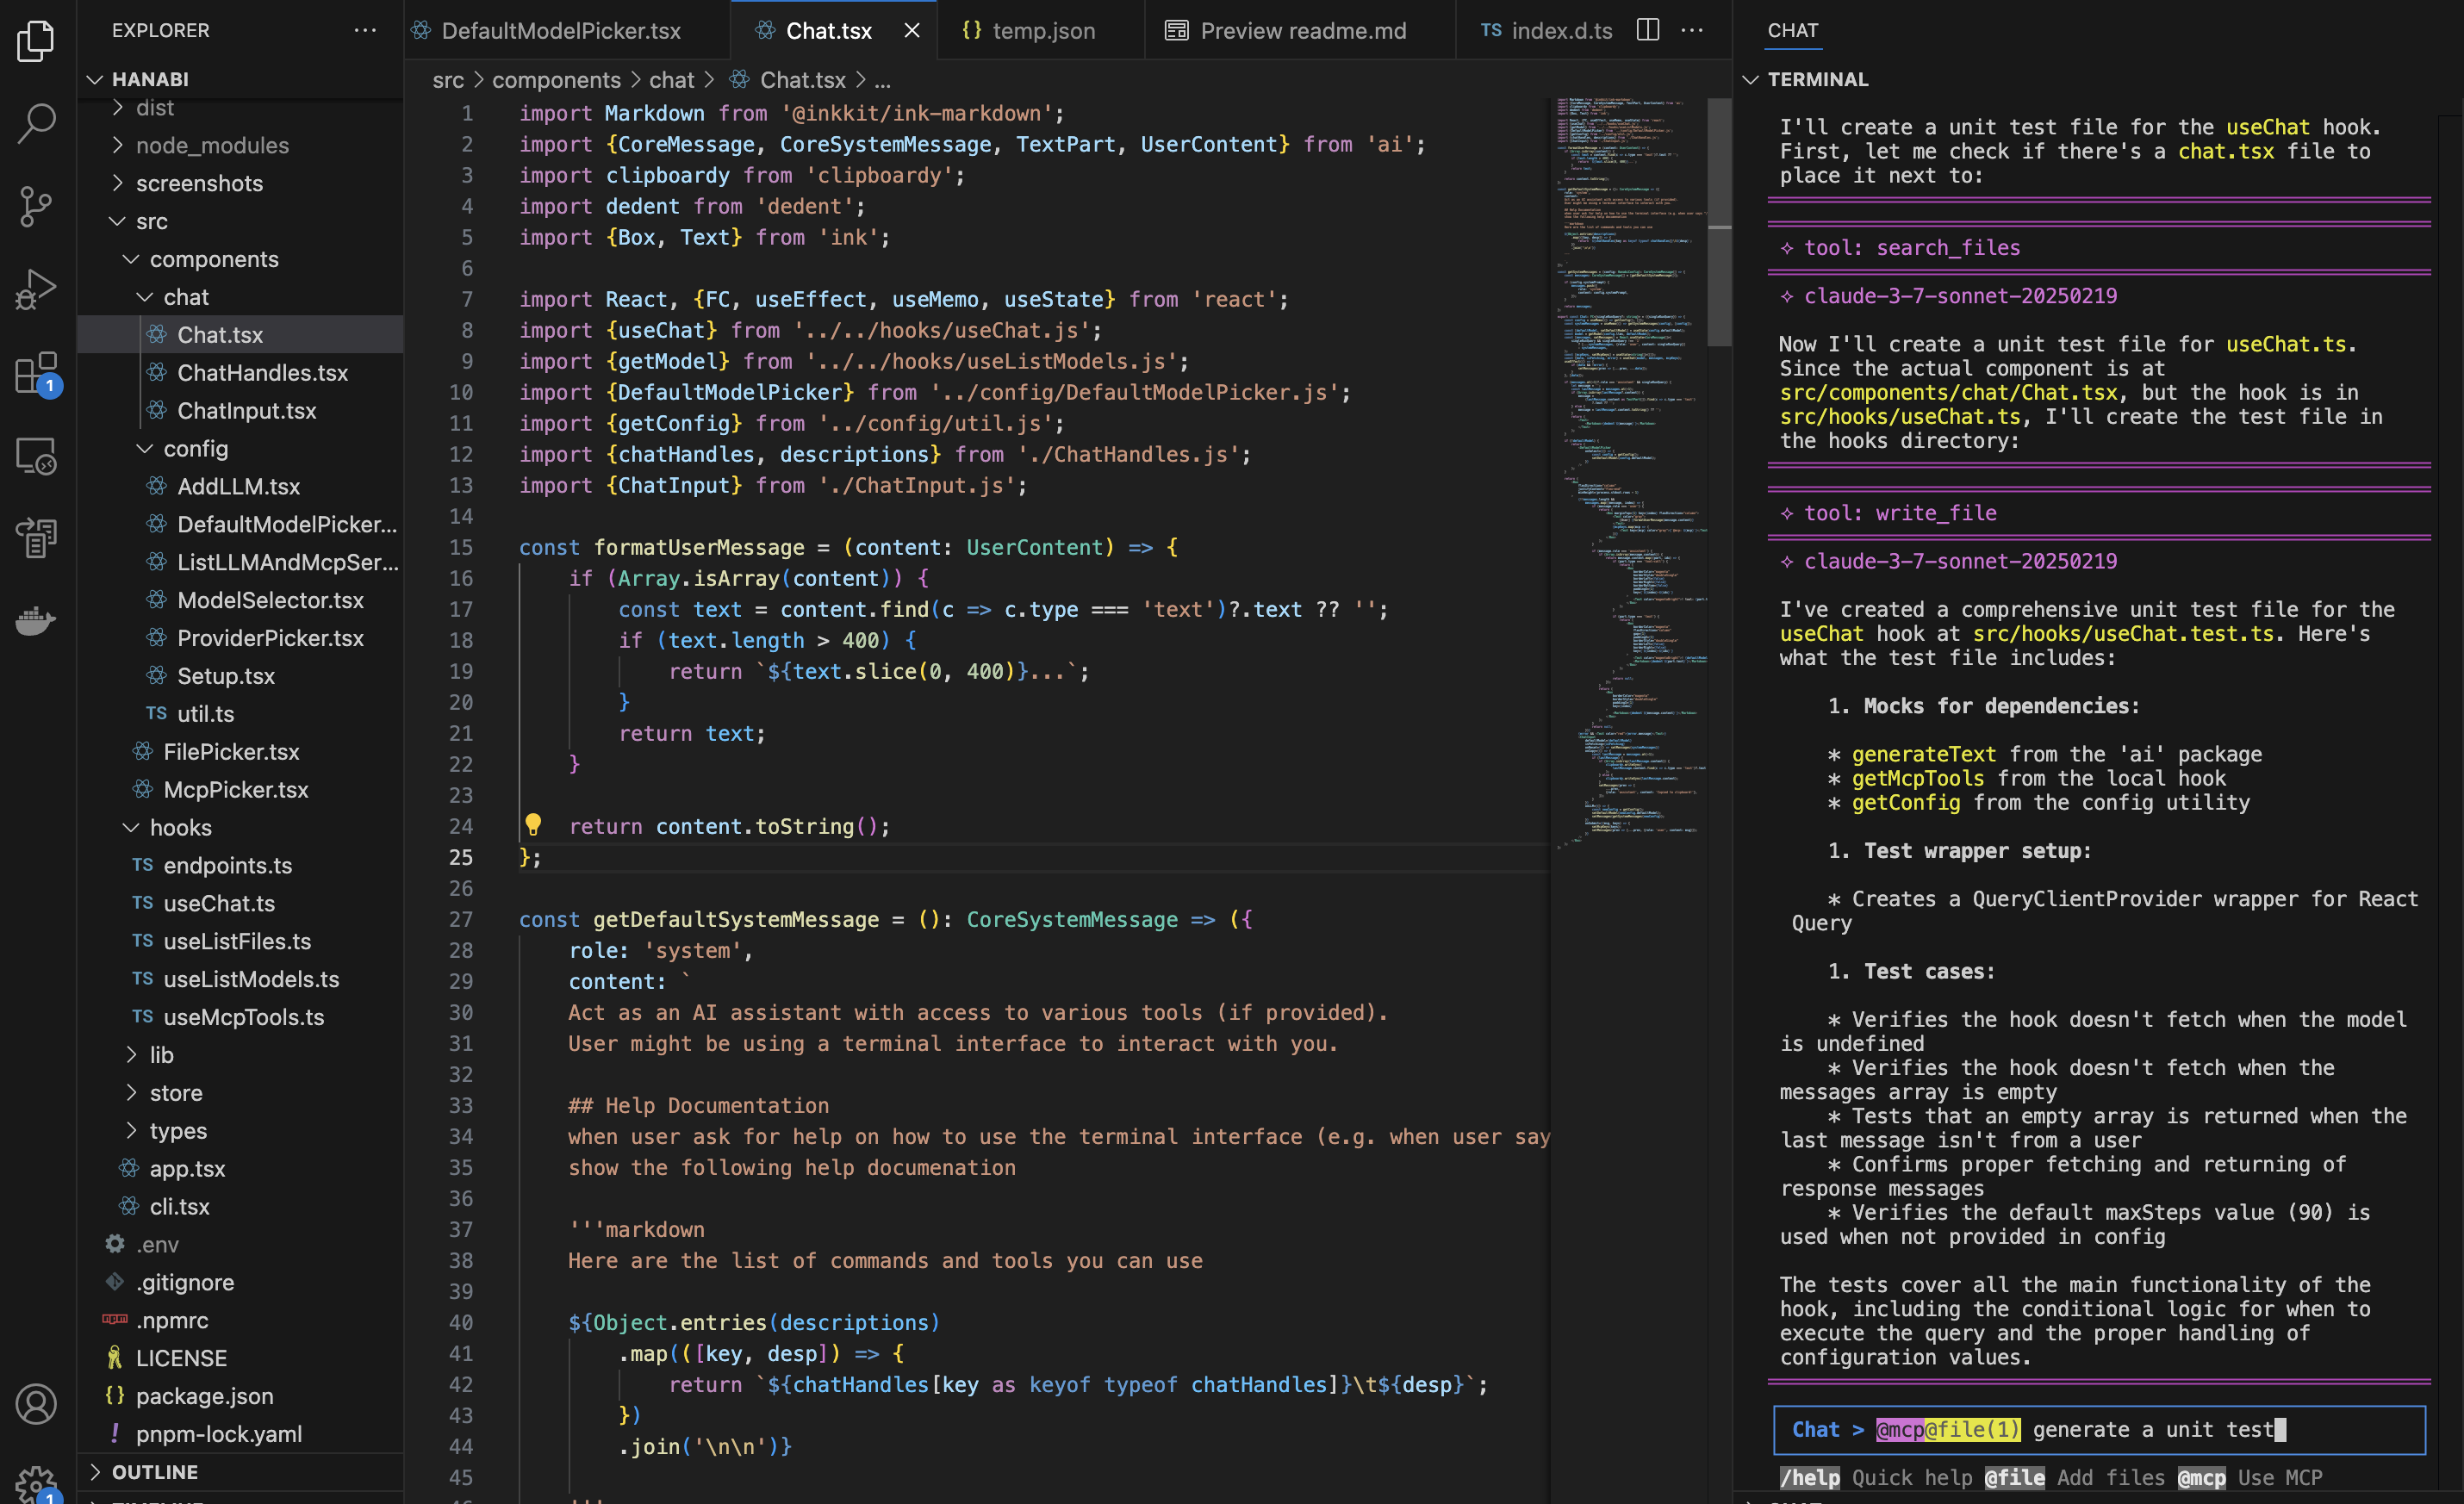 EXPLORER
HANABI
dist
node_modules
screenshots
src
components
chat
Chat.tsx
ChatHandles.tsx
ChatInput.tsx
config
AddLLM.tsx
DefaultModelPicker...
ListLLMAndMcpSer...
ModelSelector.tsx
ProviderPicker.tsx
Setup.tsx
TS util.ts
FilePicker.tsx
McpPicker.tsx
hooks
TS endpoints.ts
TS useChat.ts
TS useListFiles.ts
TS useListModels.ts
TS useMcpTools.ts
lib
store
types
app.tsx
cli.tsx
.env
.gitignore
.npmrc
LICENSE
{} package.json
! pnpm-lock.yaml
OUTLINE
1
1
DefaultModelPicker.tsx
Chat.tsx
{} temp.json
Preview readme.md
TS index.d.ts
src > components > chat > Chat.tsx > ...
1 import Markdown from '@inkkit/ink-markdown';
2 import {CoreMessage, CoreSystemMessage, TextPart, UserContent} from 'ai';
3 import clipboardy from 'clipboardy';
4 import dedent from 'dedent';
5 import {Box, Text} from 'ink';
6
7 import React, {FC, useEffect, useMemo, useState} from 'react';
8 import {useChat} from '../../hooks/useChat.js';
9 import {getModel} from '../../hooks/useListModels.js';
10 import {DefaultModelPicker} from '../config/DefaultModelPicker.js';
11 import {getConfig} from '../config/util.js';
12 import {chatHandles, descriptions} from './ChatHandles.js';
13 import {ChatInput} from './ChatInput.js';
14
15 const formatUserMessage = (content: UserContent) => {
16 if (Array.isArray(content)) {
17 const text = content.find(c => c.type === 'text')?.text ?? '';
18 if (text.length > 400) {
19 return `${text.slice(0, 400)}...`;
20 }
21 return text;
22 }
23
24 return content.toString();
25 };
26
27 const getDefaultSystemMessage = (): CoreSystemMessage => ({
28 role: 'system',
29 content: `
30 Act as an AI assistant with access to various tools (if provided).
31 User might be using a terminal interface to interact with you.
32
33 ## Help Documentation
34 when user ask for help on how to use the terminal interface (e.g. when user say
35 show the following help documenation
36
37 '''markdown
38 Here are the list of commands and tools you can use
39
40 ${Object.entries(descriptions)
41 .map(([key, desp]) => {
42 return `${chatHandles[key as keyof typeof chatHandles]}\t${desp}`;
43 })
44 .join('\n\n')}
45
CHAT
TERMINAL
I'll create a unit test file for the useChat hook.
First, let me check if there's a chat.tsx file to
place it next to:
✧ tool: search_files
✧ claude-3-7-sonnet-20250219
Now I'll create a unit test file for useChat.ts.
Since the actual component is at
src/components/chat/Chat.tsx, but the hook is in
src/hooks/useChat.ts, I'll create the test file in
the hooks directory:
✧ tool: write_file
✧ claude-3-7-sonnet-20250219
I've created a comprehensive unit test file for the
useChat hook at src/hooks/useChat.test.ts. Here's
what the test file includes:
1. Mocks for dependencies:
* generateText from the 'ai' package
* getMcpTools from the local hook
* getConfig from the config utility
1. Test wrapper setup:
* Creates a QueryClientProvider wrapper for React
Query
1. Test cases:
* Verifies the hook doesn't fetch when the model
is undefined
* Verifies the hook doesn't fetch when the
messages array is empty
* Tests that an empty array is returned when the
last message isn't from a user
* Confirms proper fetching and returning of
response messages
* Verifies the default maxSteps value (90) is
used when not provided in config
The tests cover all the main functionality of the
hook, including the conditional logic for when to
execute the query and the proper handling of
configuration values.
Chat > @mcp@file(1) generate a unit test
/help Quick help @file Add files @mcp Use MCP